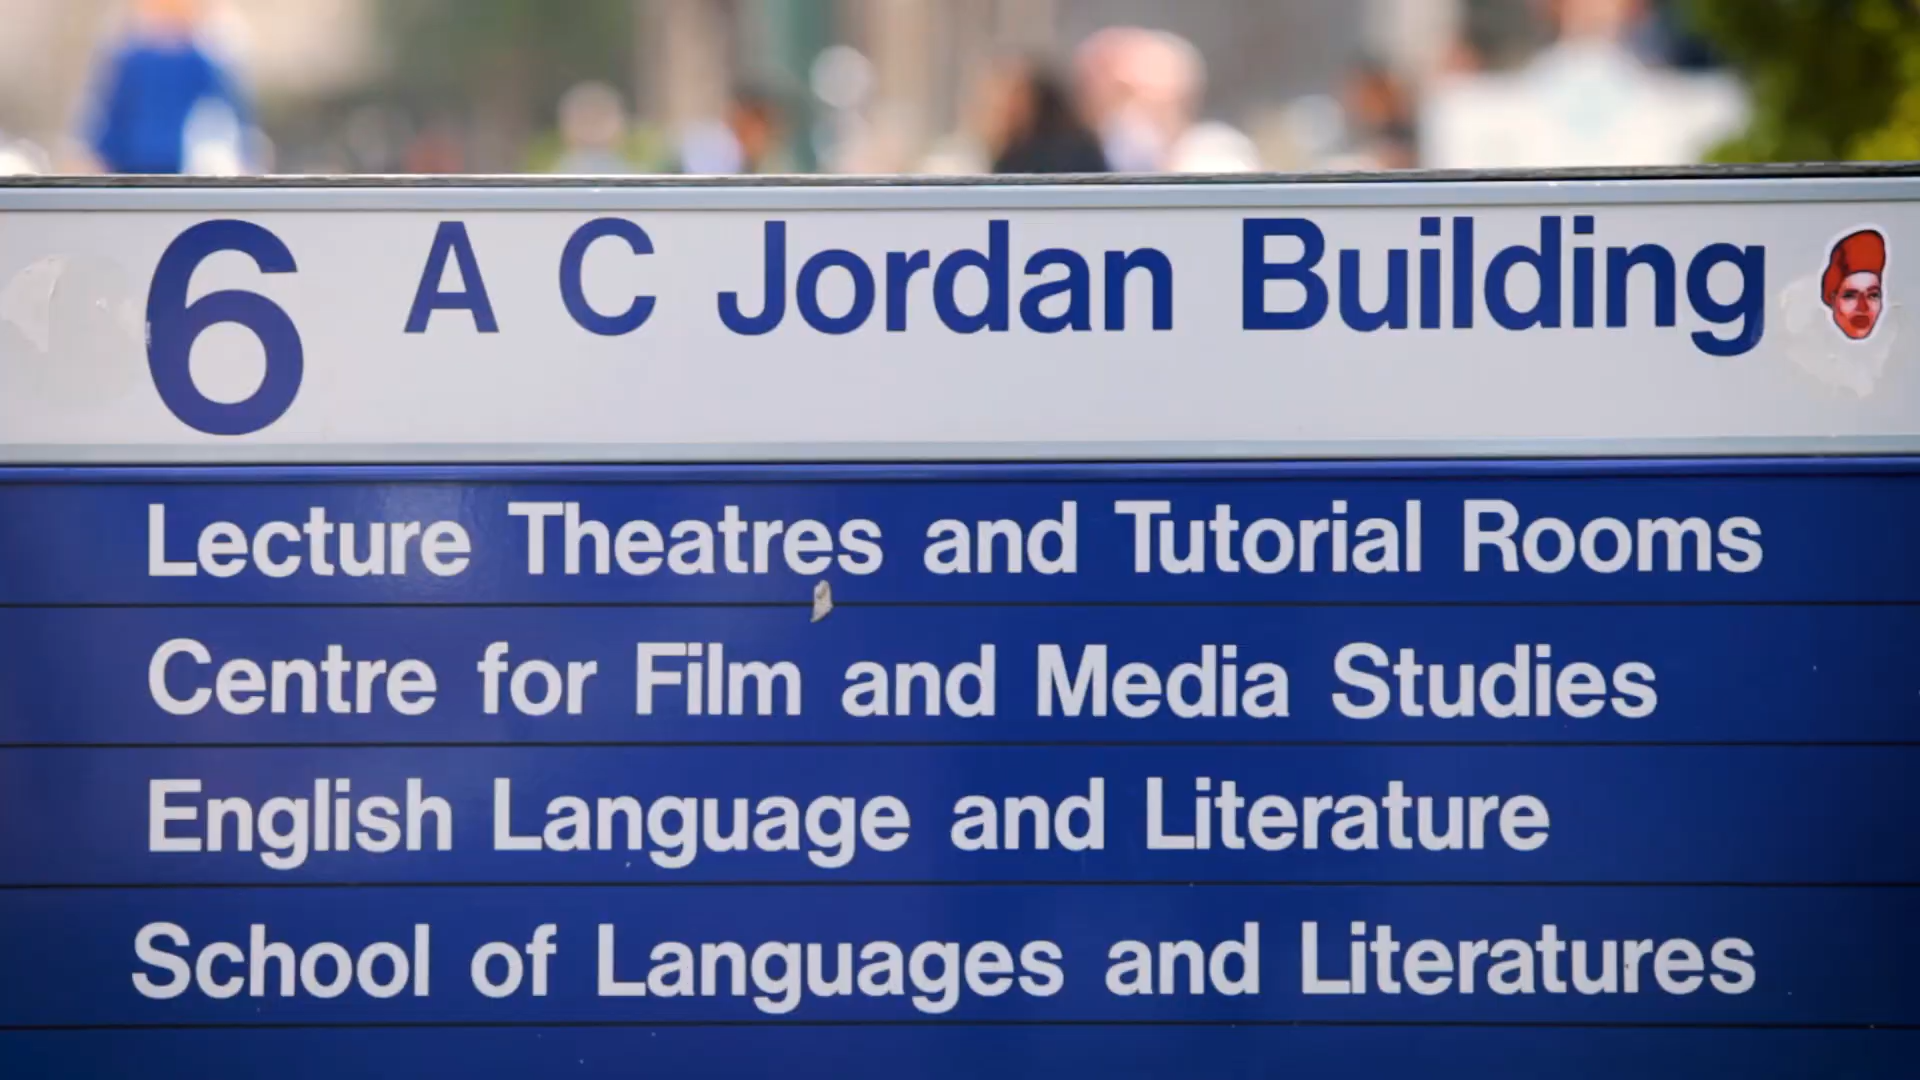 6 A C Jordan Building
Lecture Theatres and Tutorial Rooms
Centre for Film and Media Studies
English Language and Literature
School of Languages and Literatures